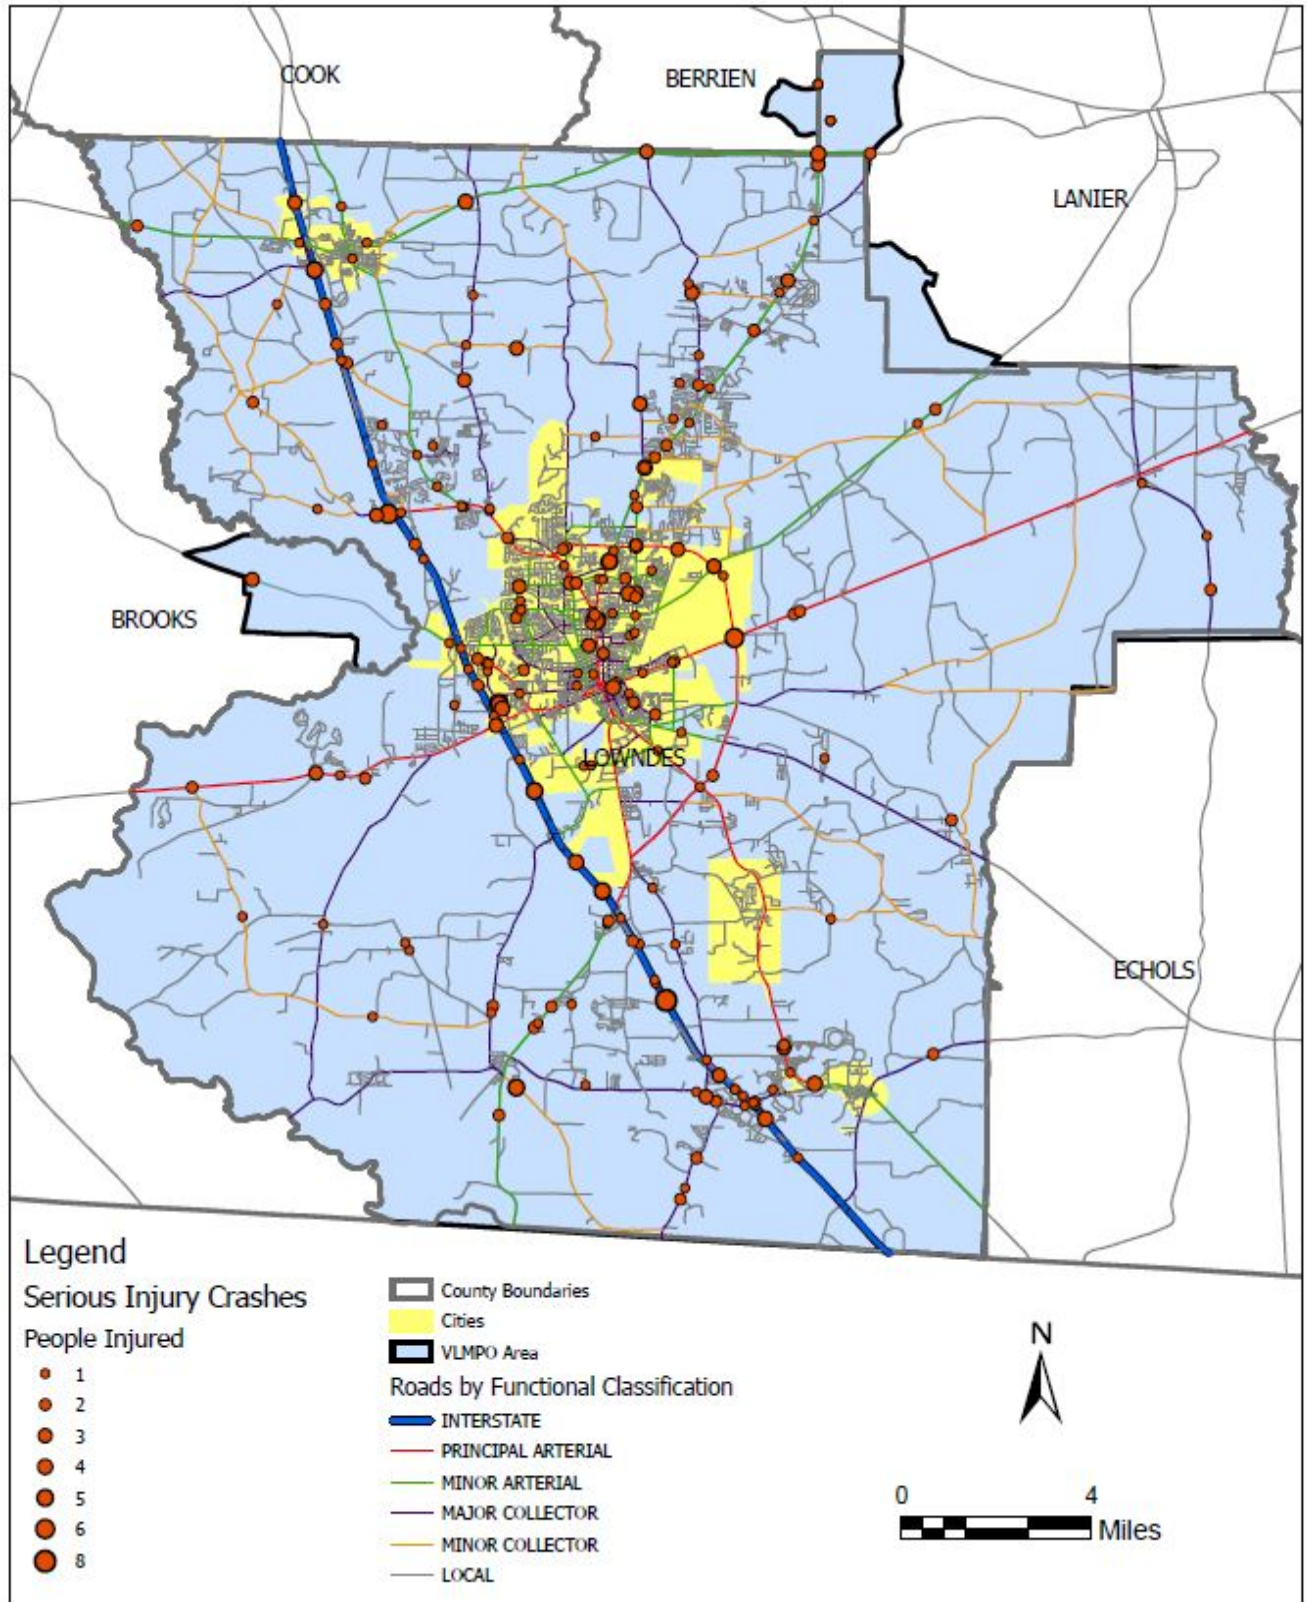 COOK
BERRIEN
LANIER
BROOKS
LOWNDES
ECHOLS
Legend
Serious Injury Crashes
People Injured
1
2
3
4
5
6
8
County Boundaries
Cities
VLMPO Area
Roads by Functional Classification
INTERSTATE
PRINCIPAL ARTERIAL
MINOR ARTERIAL
MAJOR COLLECTOR
MINOR COLLECTOR
LOCAL
N
0 4
Miles